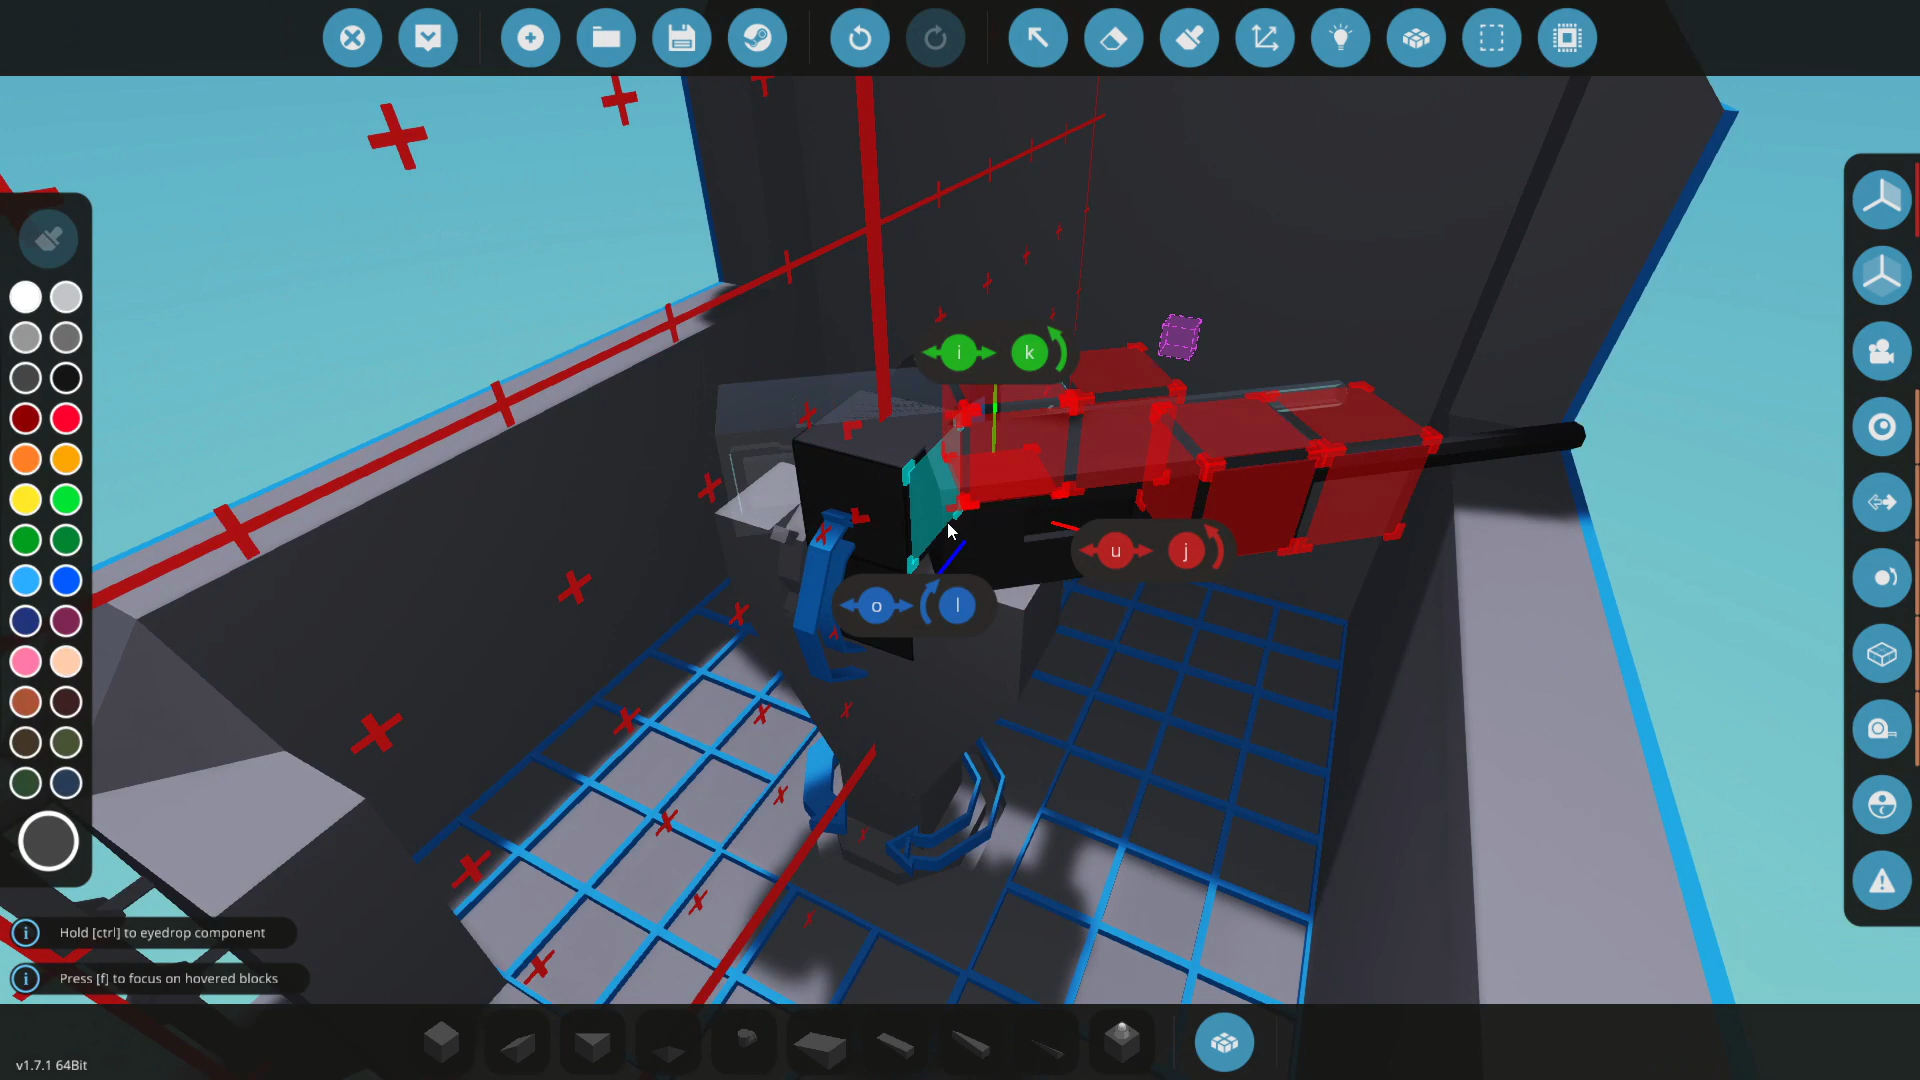 i k
u j
o l
Hold [ctrl] to eyedrop component
Press [f] to focus on hovered blocks
v1.7.1 64Bit